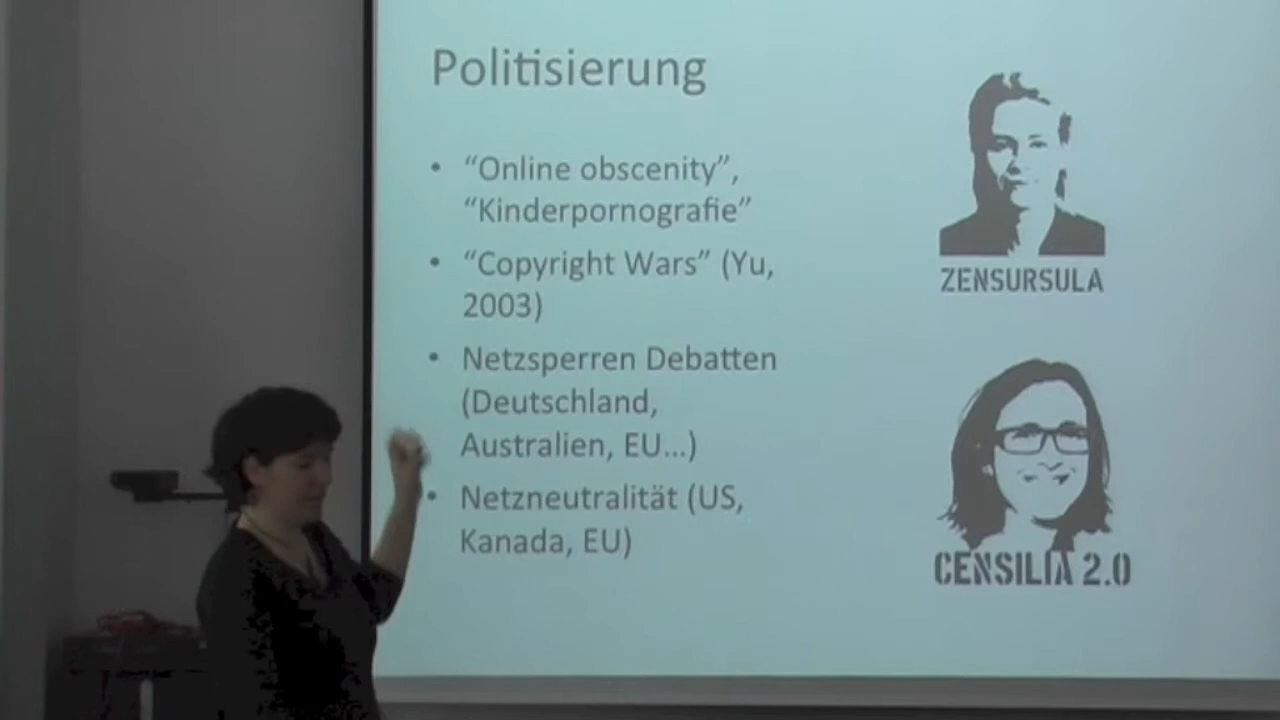 Politisierung
• “Online obscenity”,
“Kinderpornografie”
• “Copyright Wars” (Yu,
2003)
• Netzsperren Debatten
(Deutschland,
Australien, EU...)
• Netzneutralität (US,
Kanada, EU)
ZENSURSULA
CENSILIA 2.0